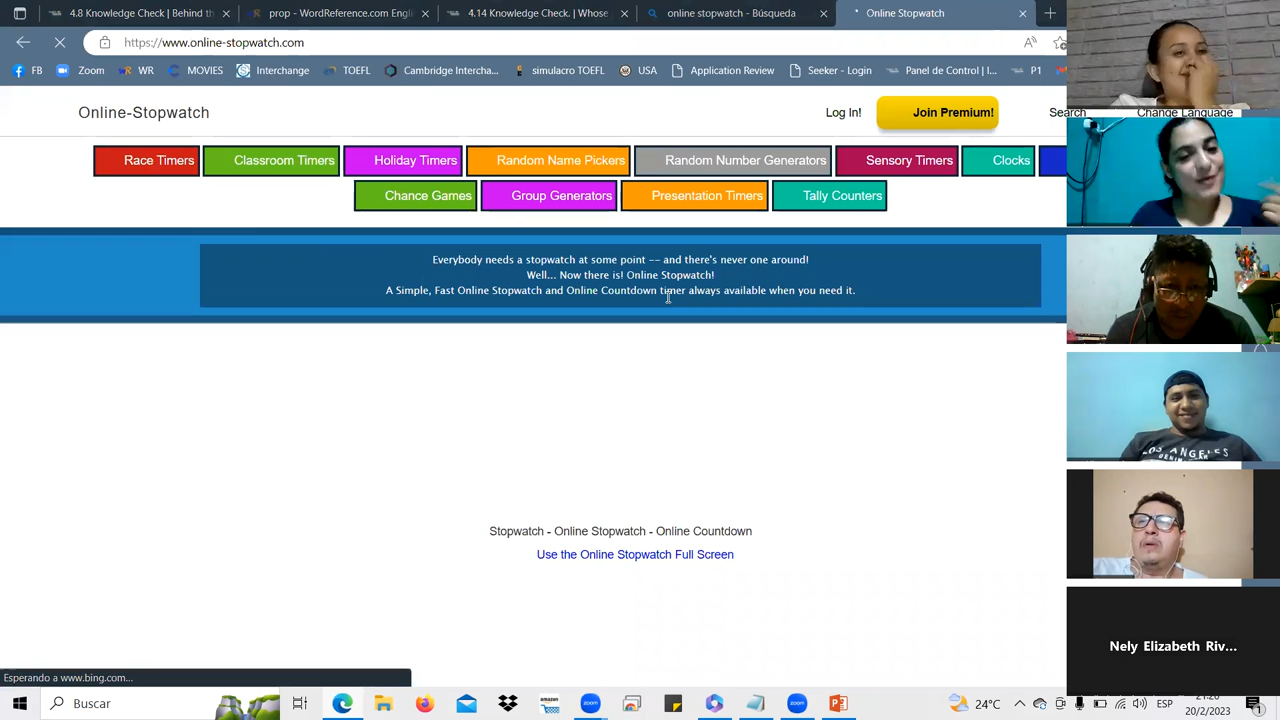 4.8 Knowledge Check | Behind th
prop - WordReference.com Engli
4.14 Knowledge Check. | Whose
online stopwatch - Búsqueda
Online Stopwatch
https://www.online-stopwatch.com
FB
Zoom
WR
MOVIES
Interchange
TOEFL
Cambridge Intercha...
simulacro TOEFL
USA
Application Review
Seeker - Login
Panel de Control | I...
P1
Online-Stopwatch
Log In!
Join Premium!
Search
Change Language
Race Timers
Classroom Timers
Holiday Timers
Random Name Pickers
Random Number Generators
Sensory Timers
Clocks
Chance Games
Group Generators
Presentation Timers
Tally Counters
Everybody needs a stopwatch at some point -- and there's never one around!
Well... Now there is! Online Stopwatch!
A Simple, Fast Online Stopwatch and Online Countdown timer always available when you need it.
Stopwatch - Online Stopwatch - Online Countdown
Use the Online Stopwatch Full Screen
LOS ANGELES
Nely Elizabeth Riv...
Esperando a www.bing.com...
Buscar
24°C
ESP
21:20
20/2/2023
1